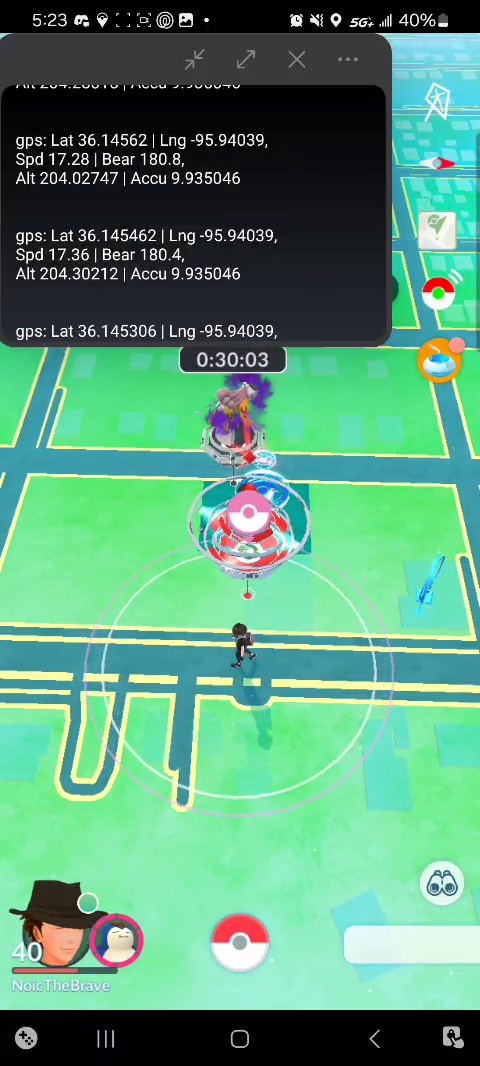 5:23
5G+
40%
Alt 204.28018 | Accu 9.935046
gps: Lat 36.14562 | Lng -95.94039,
Spd 17.28 | Bear 180.8,
Alt 204.02747 | Accu 9.935046
gps: Lat 36.145462 | Lng -95.94039,
Spd 17.36 | Bear 180.4,
Alt 204.30212 | Accu 9.935046
gps: Lat 36.145306 | Lng -95.94039,
0:30:03
40
NoicTheBrave